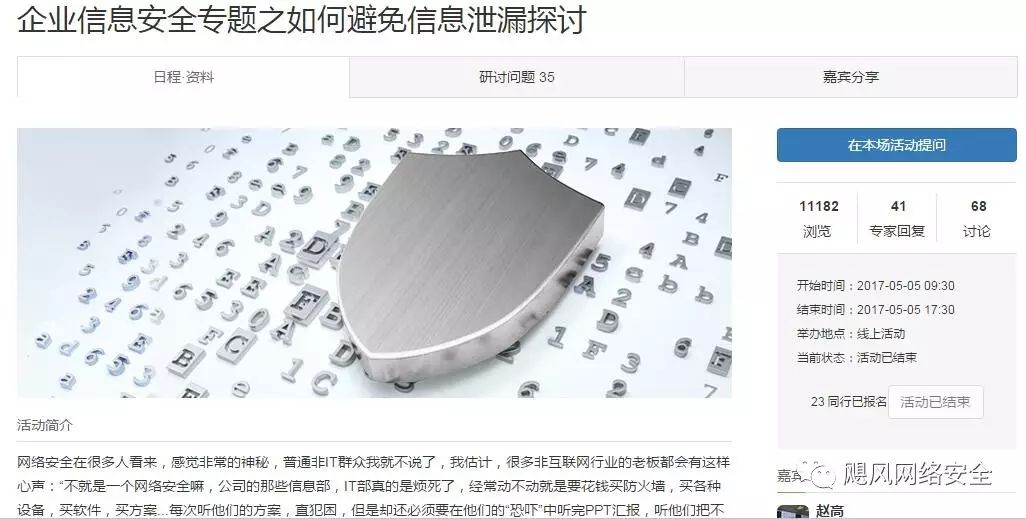 企业信息安全专题之如何避免信息泄漏探讨
日程·资料
研讨问题 35
嘉宾分享
在本场活动提问
11182
41
68
浏览
专家回复
讨论
开始时间：2017-05-05 09:30
结束时间：2017-05-05 17:30
举办地点：线上活动
当前状态：活动已结束
23 同行已报名
活动已结束
活动简介
网络安全在很多人看来，感觉非常的神秘，普通非IT群众我就不说了，我估计，很多非互联网行业的老板都会有这样
心声：“不就是一个网络安全嘛，公司的那些信息部，IT部真的是烦死了，经常动不动就是要花钱买防火墙，买各种
设备，买软件，买方案...每次听他们的方案，直犯困，但是却还必须要在他们的“恐吓”中听完PPT汇报，听他们把不
嘉宾
飓风网络安全
赵高